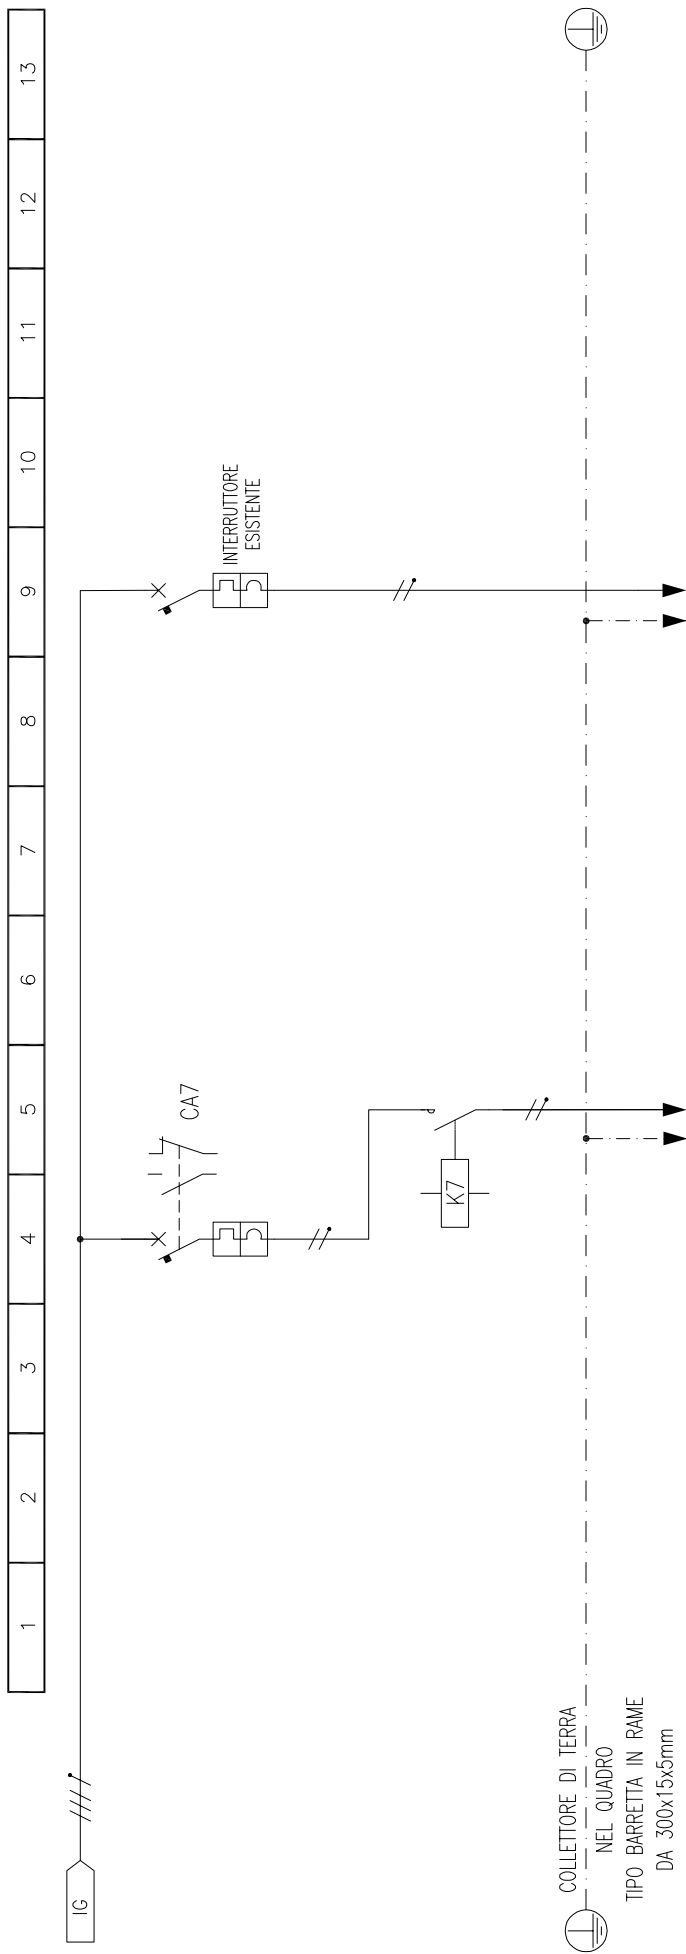 1
2
3
4
5
6
7
8
9
10
11
12
13
IG
CA7
INTERRUTTORE
ESISTENTE
K7
COLLETTORE DI TERRA
NEL QUADRO
TIPO BARRETTA IN RAME
DA 300x15x5mm